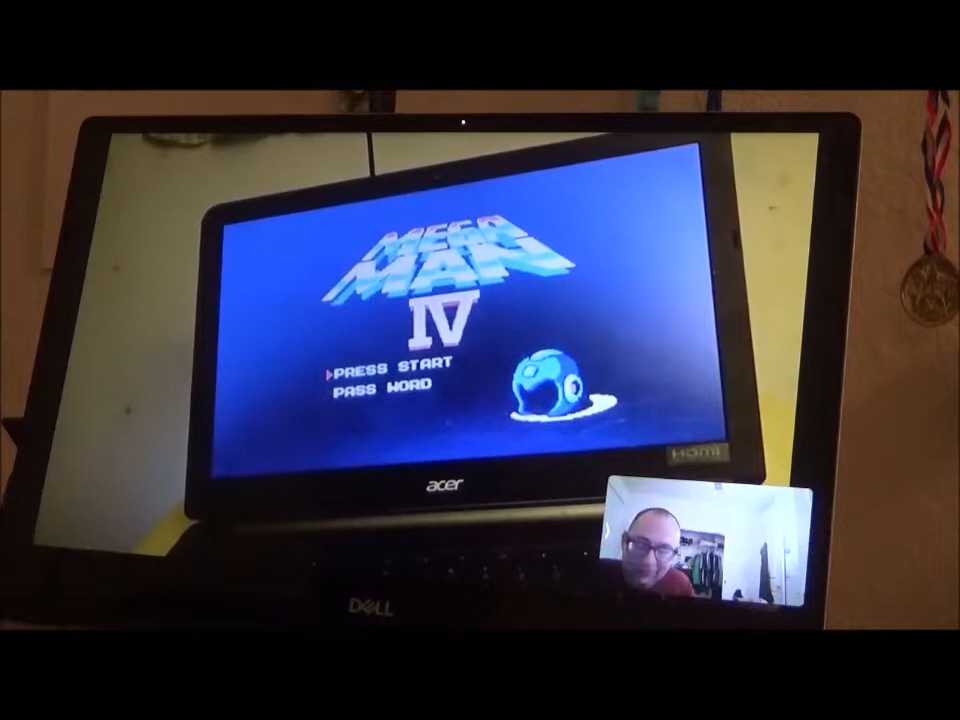 MEGA
MAN
IV
PRESS START
PASS WORD
HDMI
acer
DELL